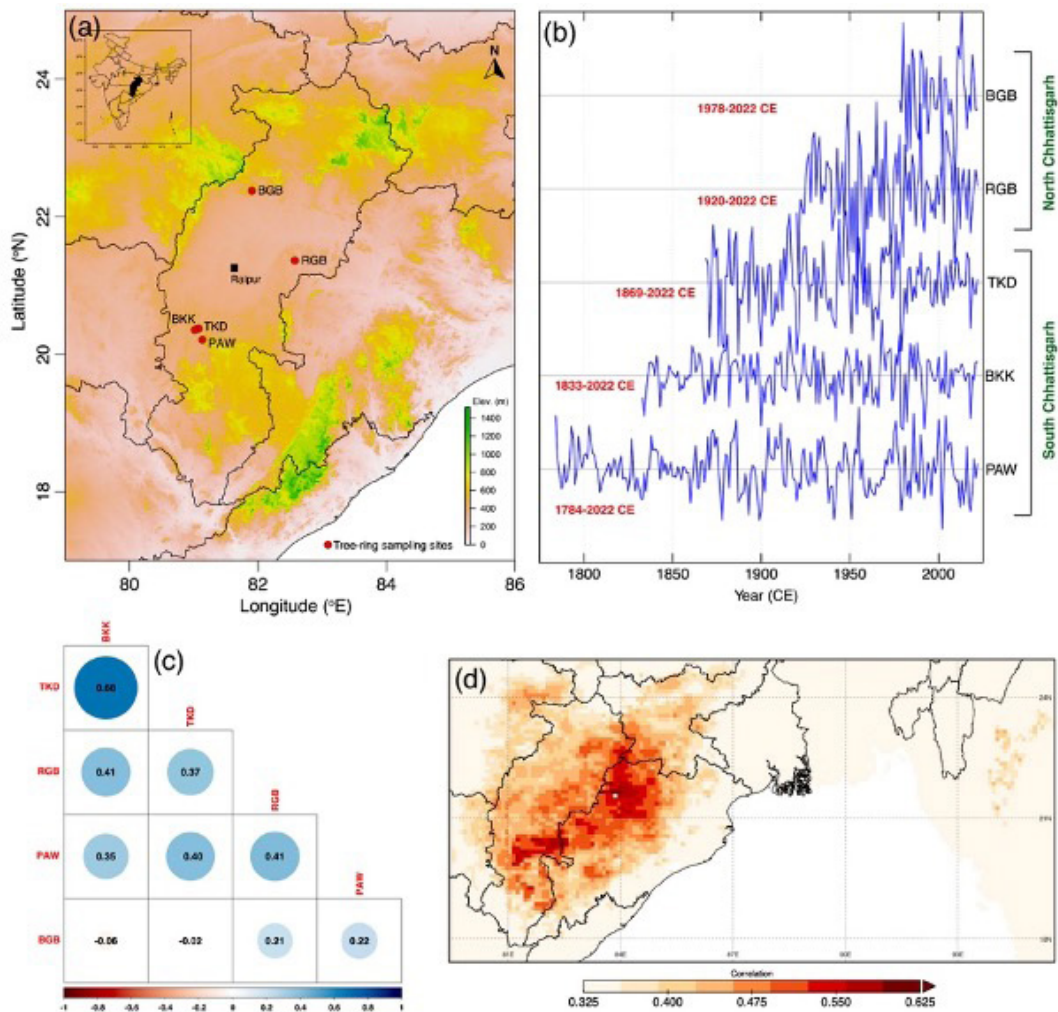 (a)
N
24
22
20
18
Latitude (°N)
BGB
RGB
Raipur
BKK
TKD
PAW
Elev. (m)
1400
1200
1000
800
600
400
200
0
Tree-ring sampling sites
80 82 84 86
Longitude (°E)
(b)
1978-2022 CE
BGB
1920-2022 CE
RGB
North Chhattisgarh
1869-2022 CE
TKD
1833-2022 CE
BKK
1784-2022 CE
PAW
South Chhattisgarh
1800 1850 1900 1950 2000
Year (CE)
(c)
BKK
TKD
TKD
RGB 0.41 0.37
RGB
PAW 0.35 0.40 0.41
PAW
BGB -0.06 -0.02 0.21 0.22
-1 -0.8 -0.6 -0.4 -0.2 0 0.2 0.4 0.6 0.8 1
(d)
24N
21N
Correlation
0.325 0.400 0.475 0.550 0.625